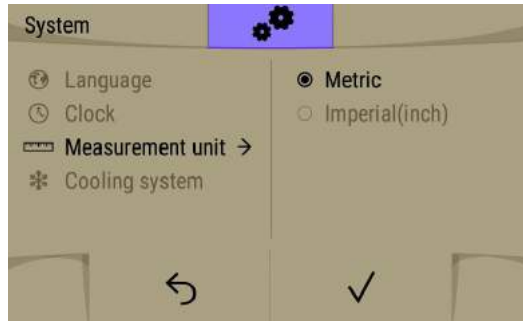 System
Language
Clock
Measurement unit
Cooling system
Metric
Imperial(inch)